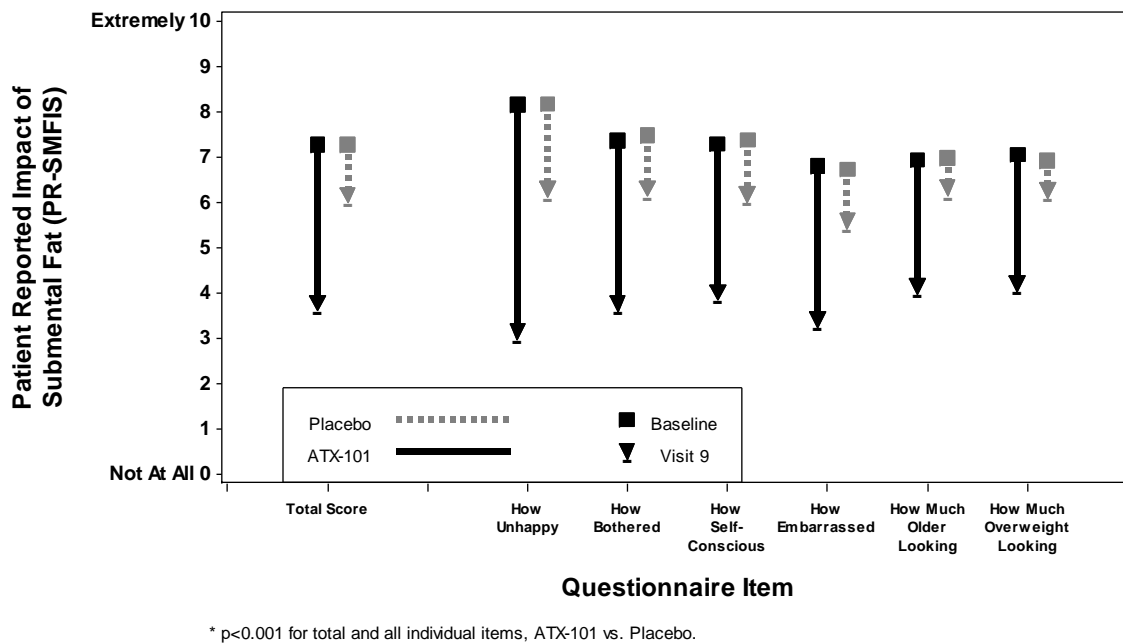 Extremely 10
9
8
7
6
5
4
3
2
1
Not At All 0
Patient Reported Impact of
Submental Fat (PR-SMFIS)
Placebo
ATX-101
Baseline
Visit 9
Total Score
How
Unhappy
How
Bothered
How
Self-
Conscious
How
Embarrassed
How Much
Older
Looking
How Much
Overweight
Looking
Questionnaire Item
* p<0.001 for total and all individual items, ATX-101 vs. Placebo.